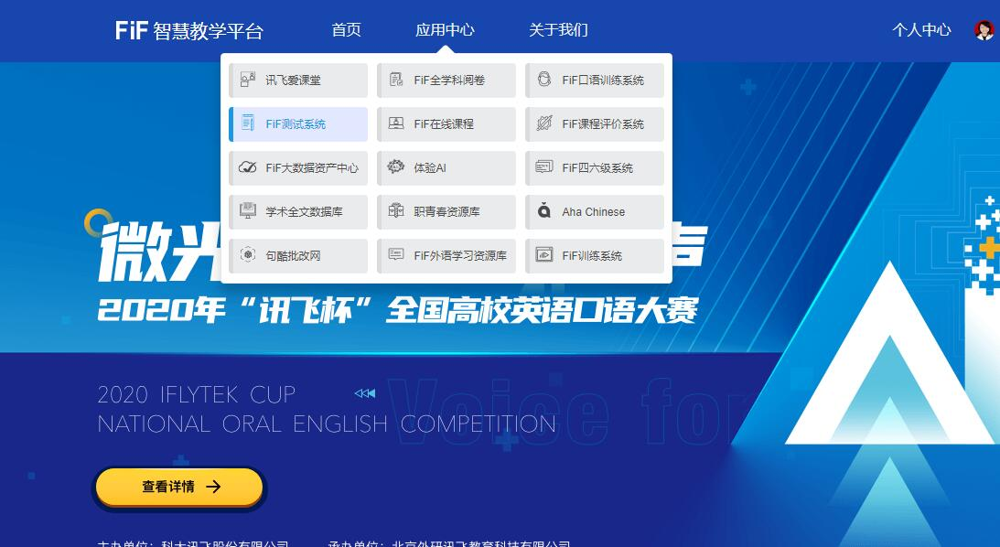 FiF 智慧教学平台 首页 应用中心 关于我们 个人中心
讯飞爱课堂 FiF全学科阅卷 FiF口语训练系统
FiF测试系统 FiF在线课程 FiF课程评价系统
FiF大数据资产中心 体验AI FiF四六级系统
学术全文数据库 职青春资源库 Aha Chinese
句酷批改网 FiF外语学习资源库 FiF训练系统
微光
2020年“讯飞杯”全国高校英语口语大赛
2020 IFLYTEK CUP
NATIONAL ORAL ENGLISH COMPETITION
Voice for
查看详情
主办单位：科大讯飞股份有限公司 承办单位：北京外研讯飞教育科技有限公司